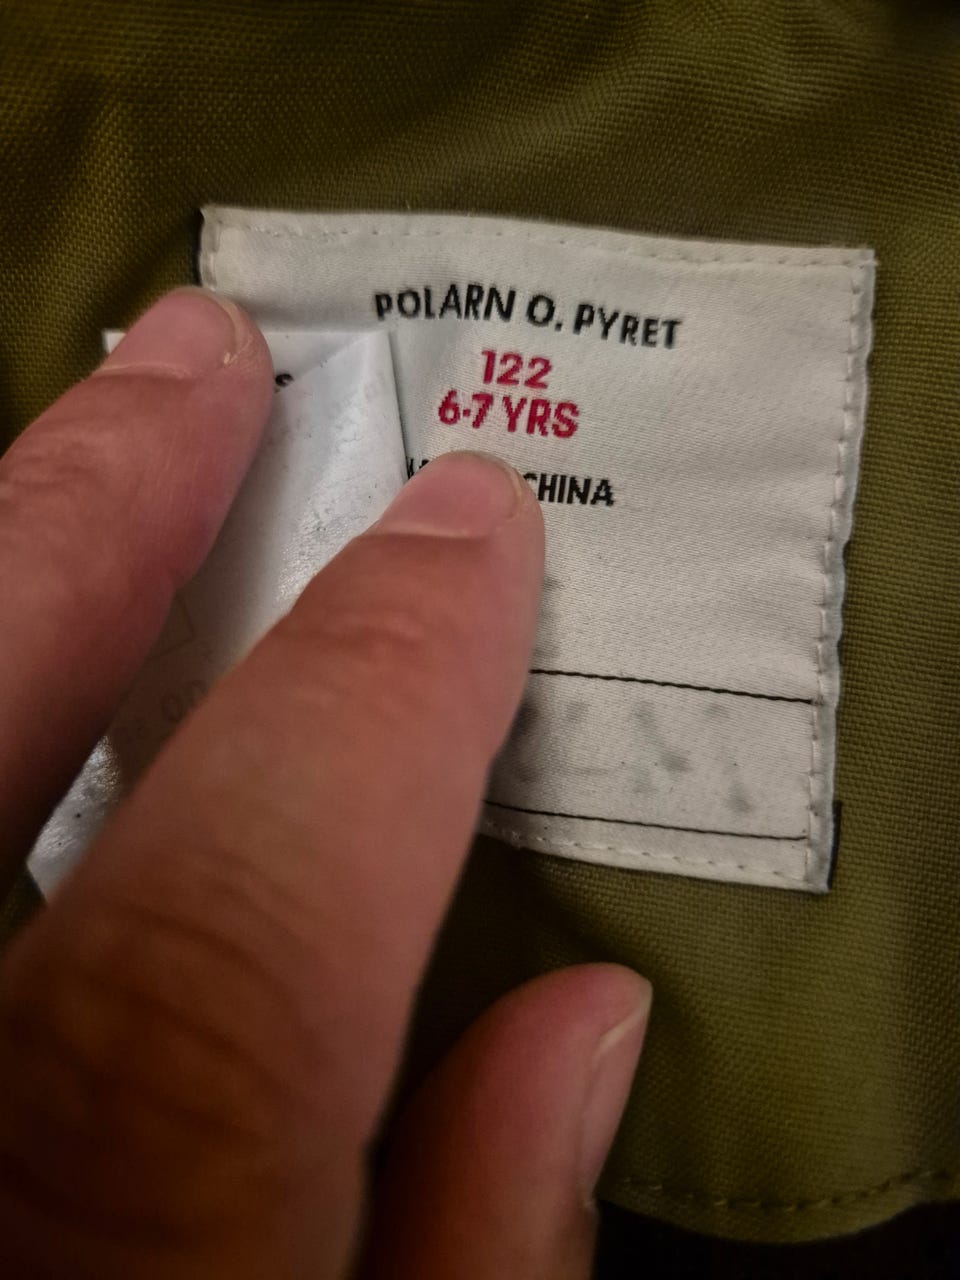 POLARN O. PYRET
122
6-7 YRS
CHINA